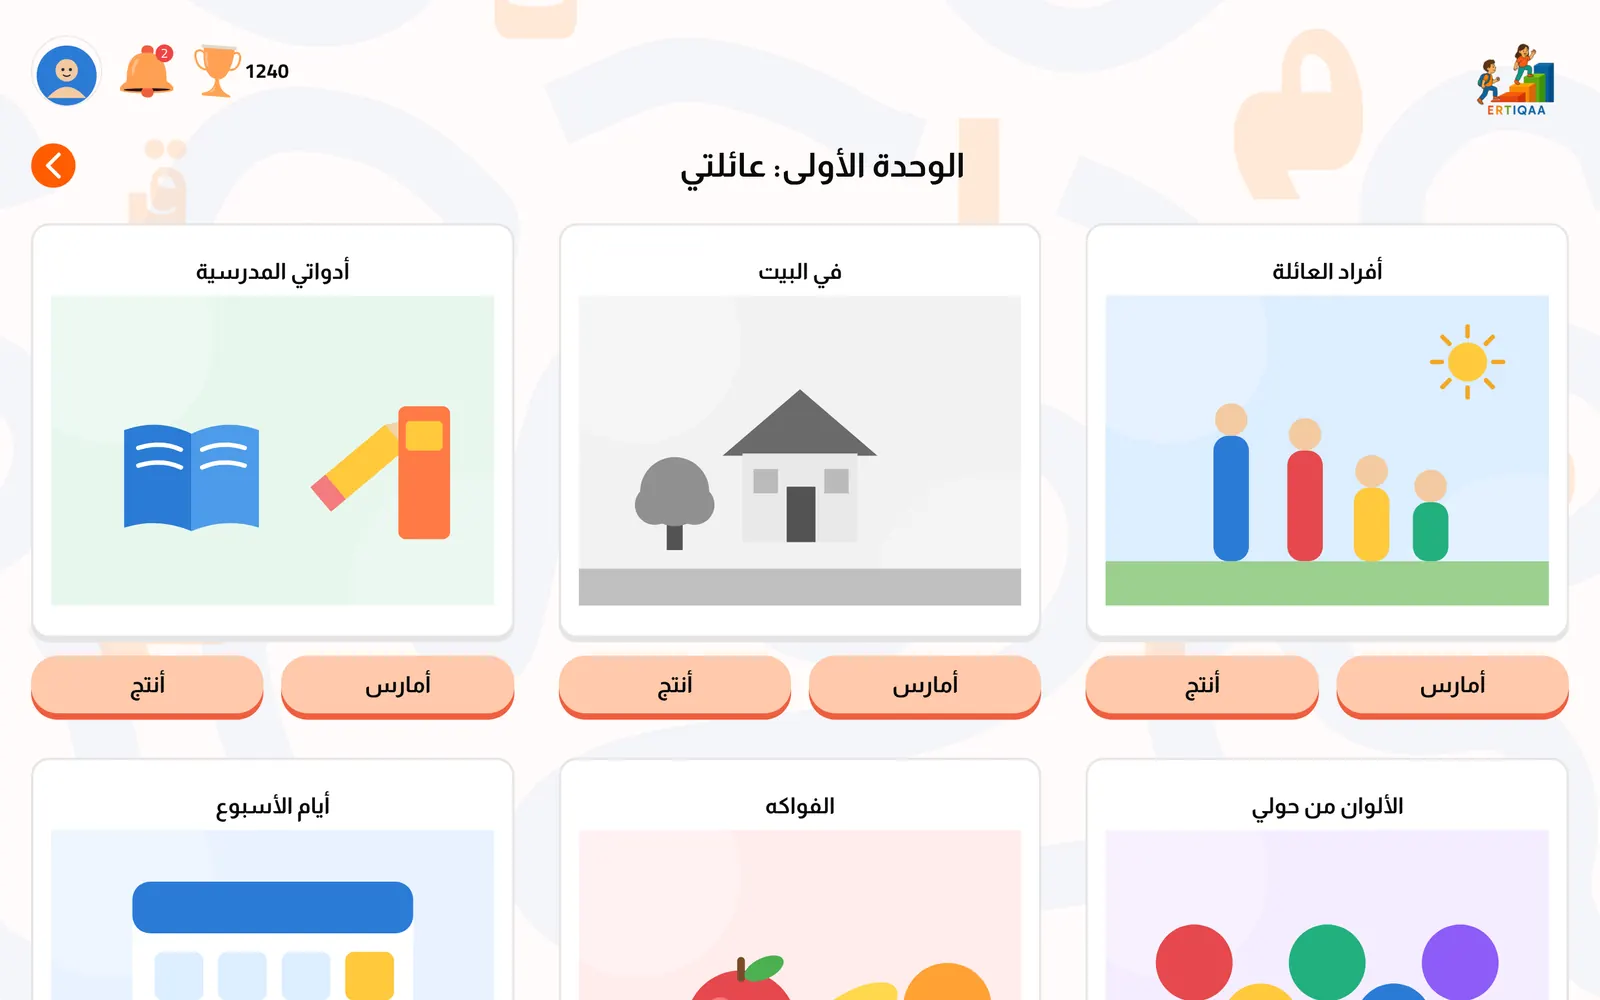 2
1240
ERTIQAA
الوحدة الأولى: عائلتي
أفراد العائلة
في البيت
أدواتي المدرسية
أمارس
أنتج
أمارس
أنتج
أمارس
أنتج
الألوان من حولي
الفواكه
أيام الأسبوع